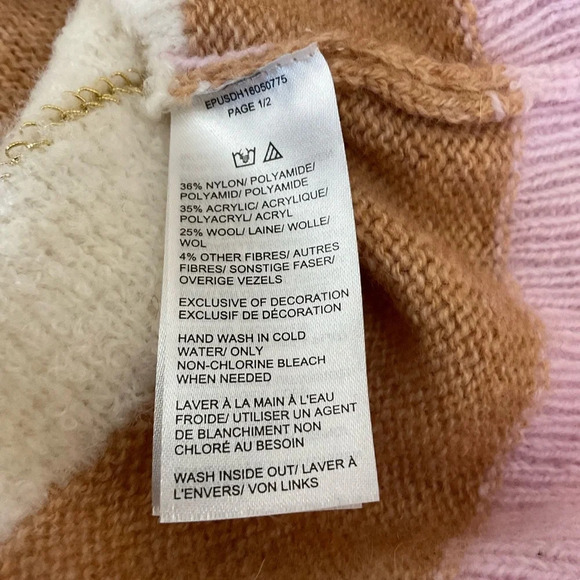 EPUSDH16050775
PAGE 1/2
36% NYLON/ POLYAMIDE/
POLYAMID/ POLYAMIDE
35% ACRYLIC/ ACRYLIQUE/
POLYACRYL/ ACRYL
25% WOOL/ LAINE/ WOLLE/
WOL
4% OTHER FIBRES/ AUTRES
FIBRES/ SONSTIGE FASER/
OVERIGE VEZELS
EXCLUSIVE OF DECORATION
EXCLUSIF DE DÉCORATION
HAND WASH IN COLD
WATER/ ONLY
NON-CHLORINE BLEACH
WHEN NEEDED
LAVER À LA MAIN À L'EAU
FROIDE/ UTILISER UN AGENT
DE BLANCHIMENT NON
CHLORÉ AU BESOIN
WASH INSIDE OUT/ LAVER À
L'ENVERS/ VON LINKS